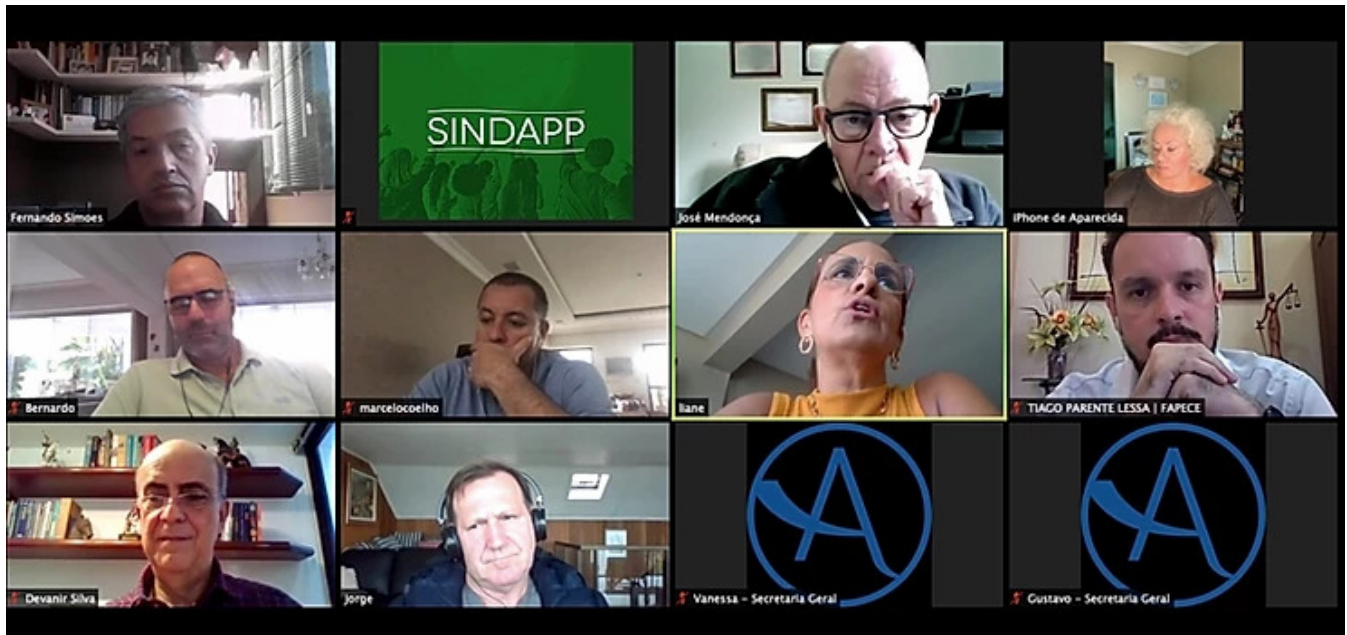 SINDAPP
Fernando Simoes
José Mendonça
iPhone de Aparecida
Bernardo
marcelocoelho
liane
TIAGO PARENTE LESSA | FAPECE
Devanir Silva
Jorge
Vanessa - Secretaria Geral
Gustavo - Secretaria Geral